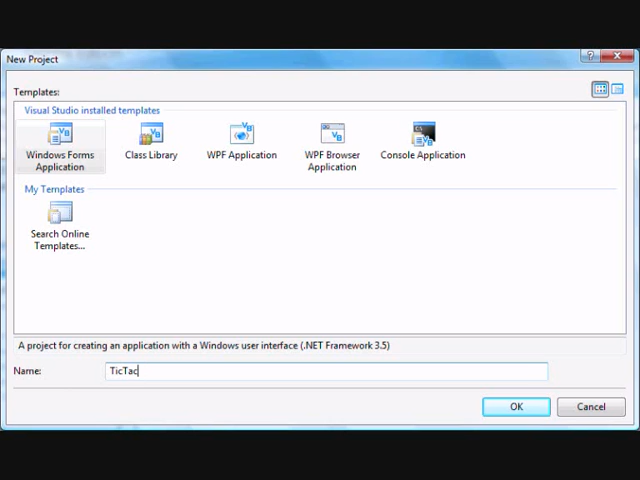 New Project
Templates:
Visual Studio installed templates
Windows Forms Application
Class Library
WPF Application
WPF Browser Application
Console Application
My Templates
Search Online Templates...
A project for creating an application with a Windows user interface (.NET Framework 3.5)
Name:
TicTac
OK
Cancel